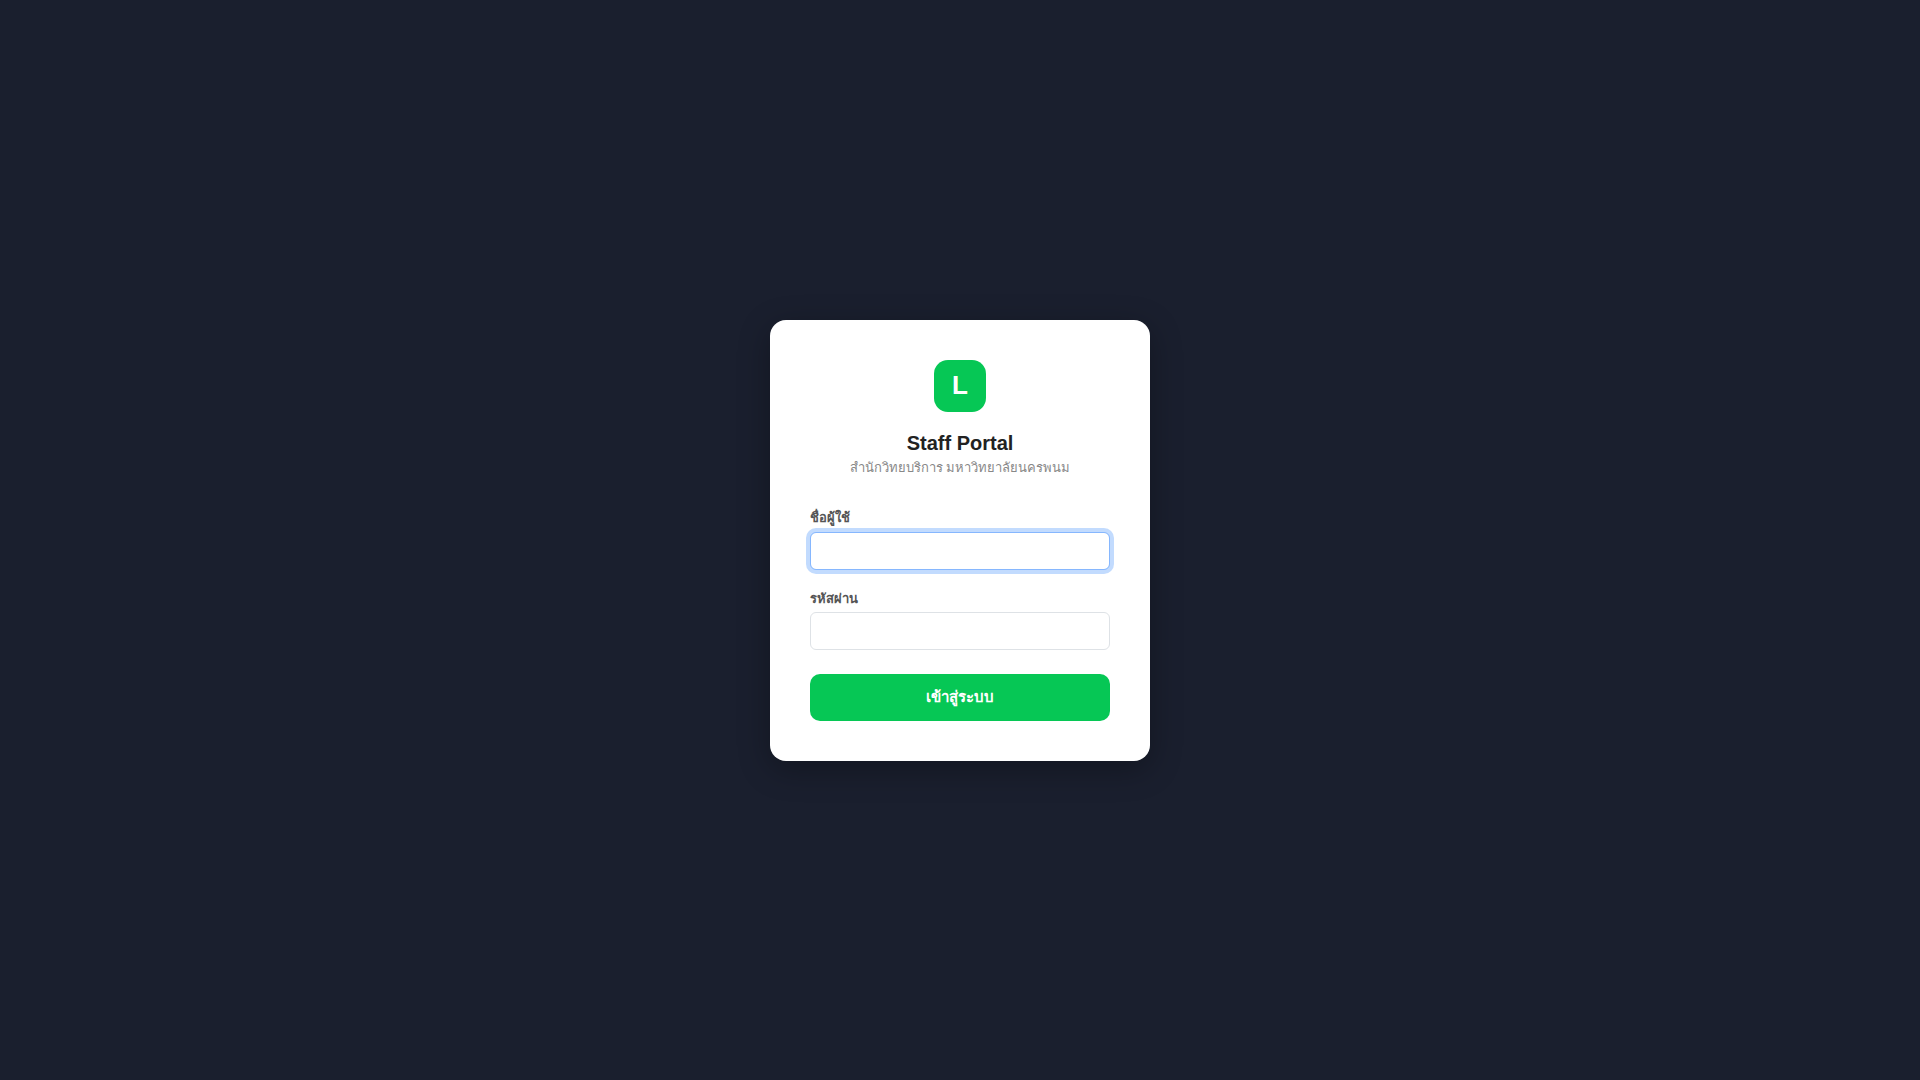 L
Staff Portal
สำนักวิทยบริการ มหาวิทยาลัยนครพนม
ชื่อผู้ใช้
รหัสผ่าน
เข้าสู่ระบบ